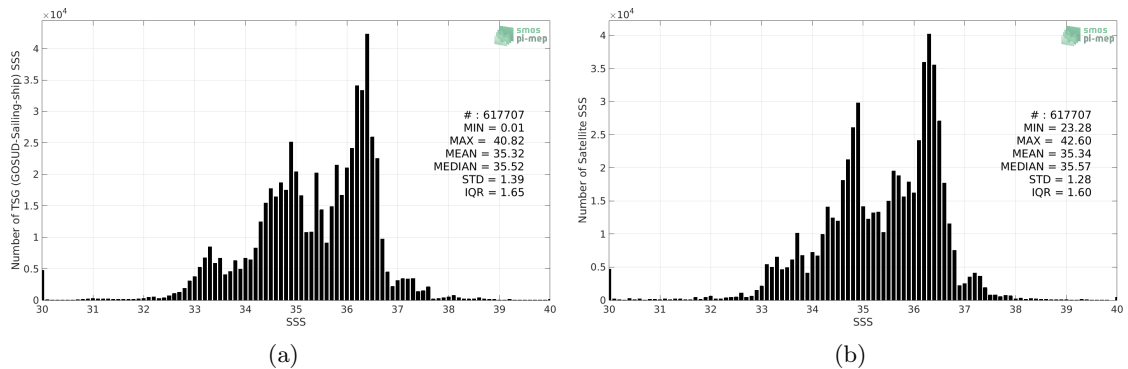 ×10⁴
smos
pi-mep
Number of TSG (GOSUD-Sailing-ship) SSS
4
3.5
3
2.5
2
1.5
1
0.5
0
# : 617707
MIN = 0.01
MAX = 40.82
MEAN = 35.32
MEDIAN = 35.52
STD = 1.39
IQR = 1.65
30 31 32 33 34 35 36 37 38 39 40
SSS
(a)
×10⁴
smos
pi-mep
Number of Satellite SSS
4
3.5
3
2.5
2
1.5
1
0.5
0
# : 617707
MIN = 23.28
MAX = 42.60
MEAN = 35.34
MEDIAN = 35.57
STD = 1.28
IQR = 1.60
30 31 32 33 34 35 36 37 38 39 40
SSS
(b)